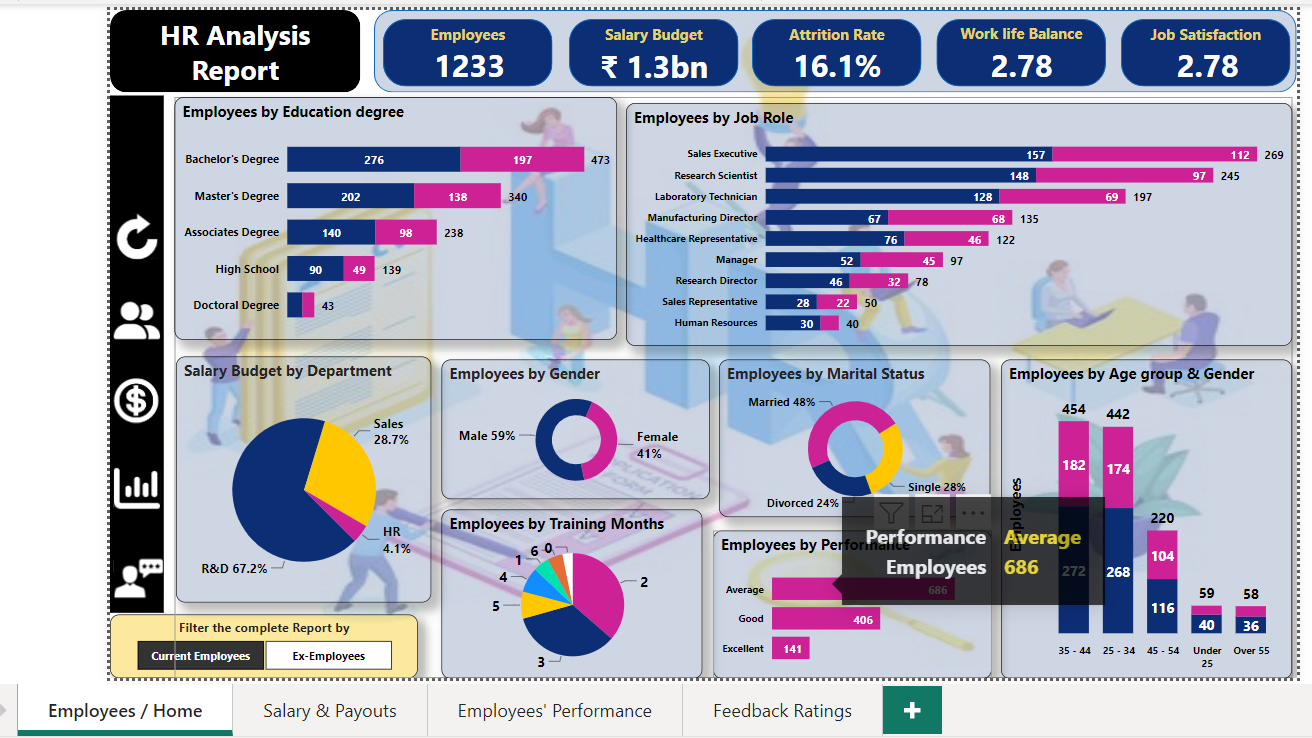 HR Analysis
Report
Employees
1233
Salary Budget
₹ 1.3bn
Attrition Rate
16.1%
Work life Balance
2.78
Job Satisfaction
2.78
Employees by Education degree
Bachelor's Degree 276 197 473
Master's Degree 202 138 340
Associates Degree 140 98 238
High School 90 49 139
Doctoral Degree 43
Employees by Job Role
Sales Executive 157 112 269
Research Scientist 148 97 245
Laboratory Technician 128 69 197
Manufacturing Director 67 68 135
Healthcare Representative 76 46 122
Manager 52 45 97
Research Director 46 32 78
Sales Representative 28 22 50
Human Resources 30 40
Salary Budget by Department
Sales
28.7%
HR
4.1%
R&D 67.2%
Employees by Gender
Male 59%
Female
41%
Employees by Marital Status
Married 48%
Single 28%
Divorced 24%
Employees by Age group & Gender
Employees
454 442
182 174
220
104
272 268
116
59 58
40 36
35 - 44 25 - 34 45 - 54 Under
25 Over 55
Employees by Training Months
6 0
1
4
2
5
3
Employees by Performance
Average 686
Good 406
Excellent 141
Performance Average
Employees 686
Filter the complete Report by
Current Employees Ex-Employees
Employees / Home Salary & Payouts Employees' Performance Feedback Ratings +